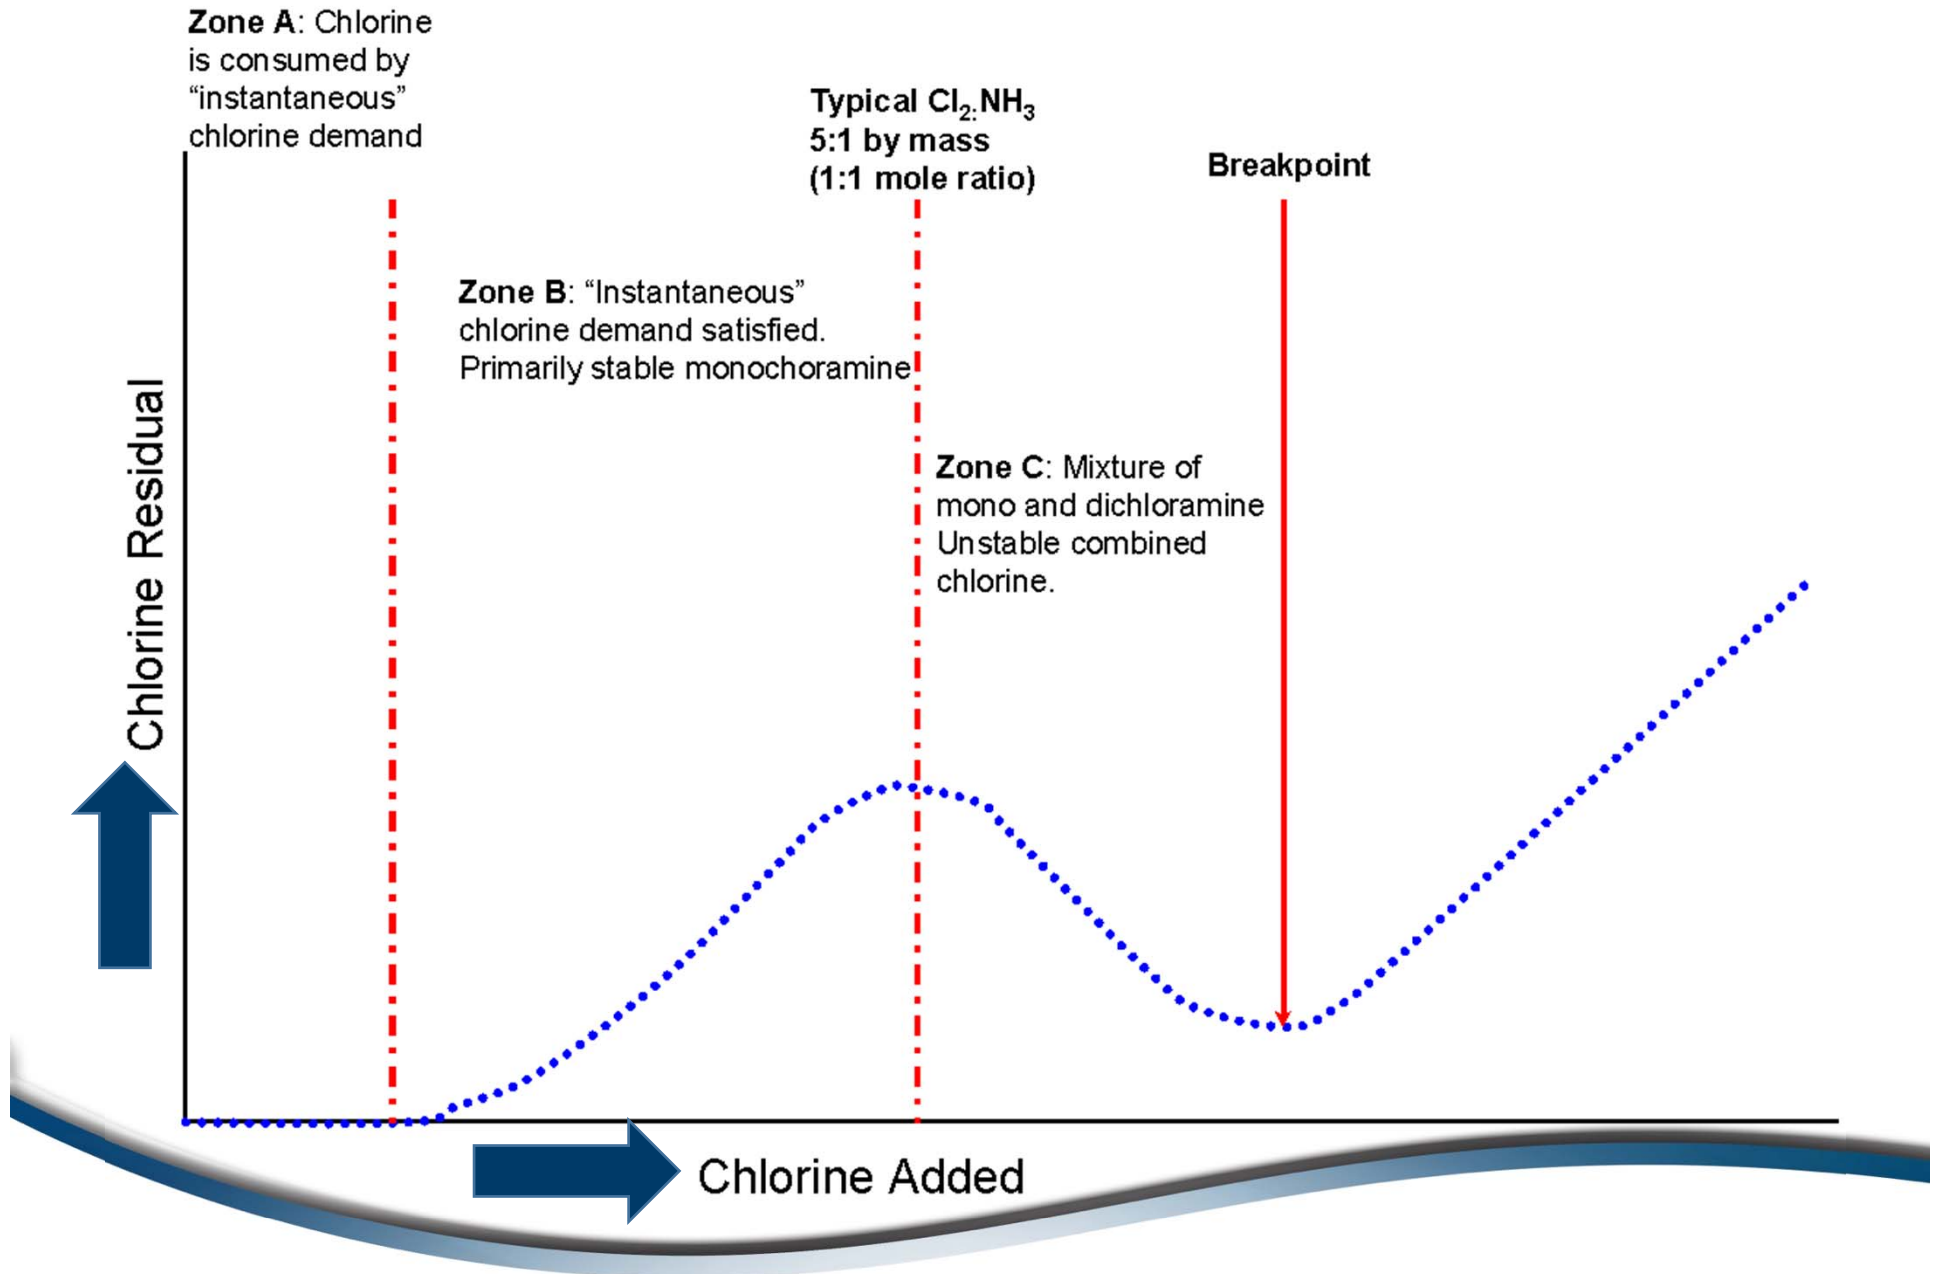 Zone A: Chlorine
is consumed by
“instantaneous”
chlorine demand
Typical Cl2:NH3
5:1 by mass
(1:1 mole ratio)
Breakpoint
Zone B: “Instantaneous”
chlorine demand satisfied.
Primarily stable monochoramine
Zone C: Mixture of
mono and dichloramine
Unstable combined
chlorine.
Chlorine Residual
Chlorine Added